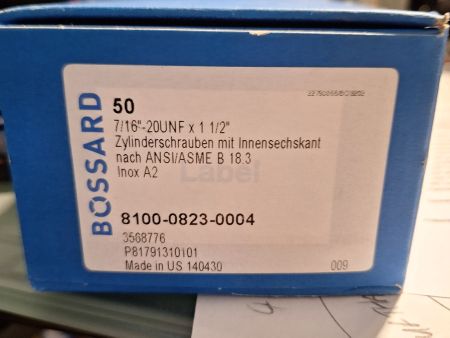 BOSSARD
50
7/16"-20UNF x 1 1/2"
Zylinderschrauben mit Innensechskant
nach ANSI/ASME B 18.3
Inox A2
Label
8100-0823-0004
3568776
P81791310101
Made in US 140430
009